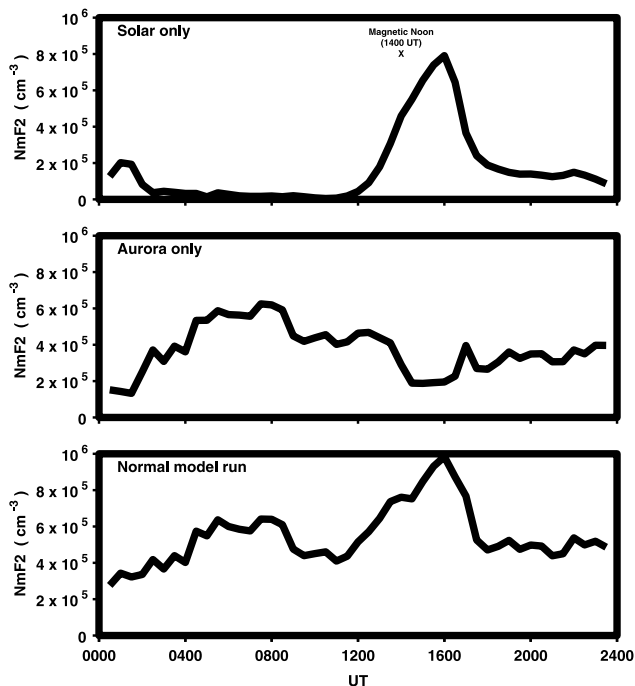 10 6
8 x 10 5
6 x 10 5
4 x 10 5
2 x 10 5
0
NmF2 ( cm-3 )
Solar only
Magnetic Noon
(1400 UT)
X
10 6
8 x 10 5
6 x 10 5
4 x 10 5
2 x 10 5
0
NmF2 ( cm-3 )
Aurora only
10 6
8 x 10 5
6 x 10 5
4 x 10 5
2 x 10 5
0
NmF2 ( cm-3 )
Normal model run
0000 0400 0800 1200 1600 2000 2400
UT